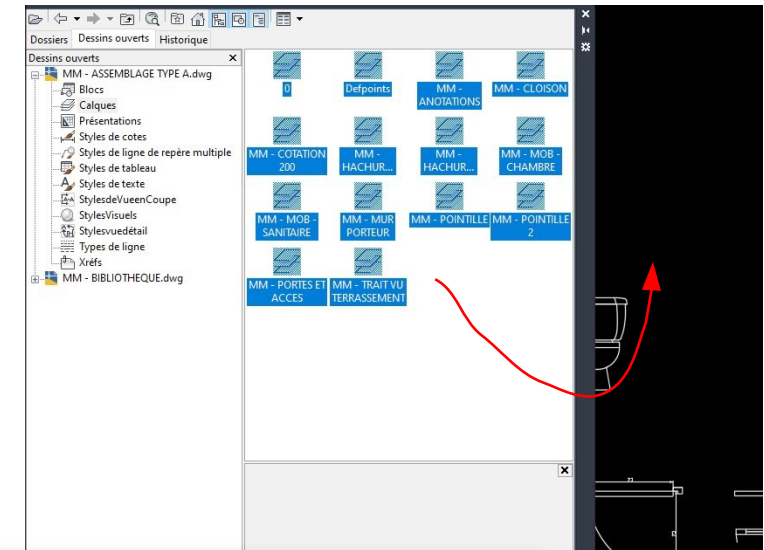 Dossiers Dessins ouverts Historique
Dessins ouverts
MM - ASSEMBLAGE TYPE A.dwg
Blocs
Calques
Présentations
Styles de cotes
Styles de ligne de repère multiple
Styles de tableau
Styles de texte
StylesdeVueenCoupe
StylesVisuels
Stylesvuedétail
Types de ligne
Xréfs
MM - BIBLIOTHEQUE.dwg
0
Defpoints
MM -
ANOTATIONS
MM - CLOISON
MM - COTATION
200
MM -
HACHUR...
MM -
HACHUR...
MM - MOB -
CHAMBRE
MM - MOB -
SANITAIRE
MM - MUR
PORTEUR
MM - POINTILLE
MM - POINTILLE
2
MM - PORTES ET
ACCES
MM - TRAIT VU
TERRASSEMENT